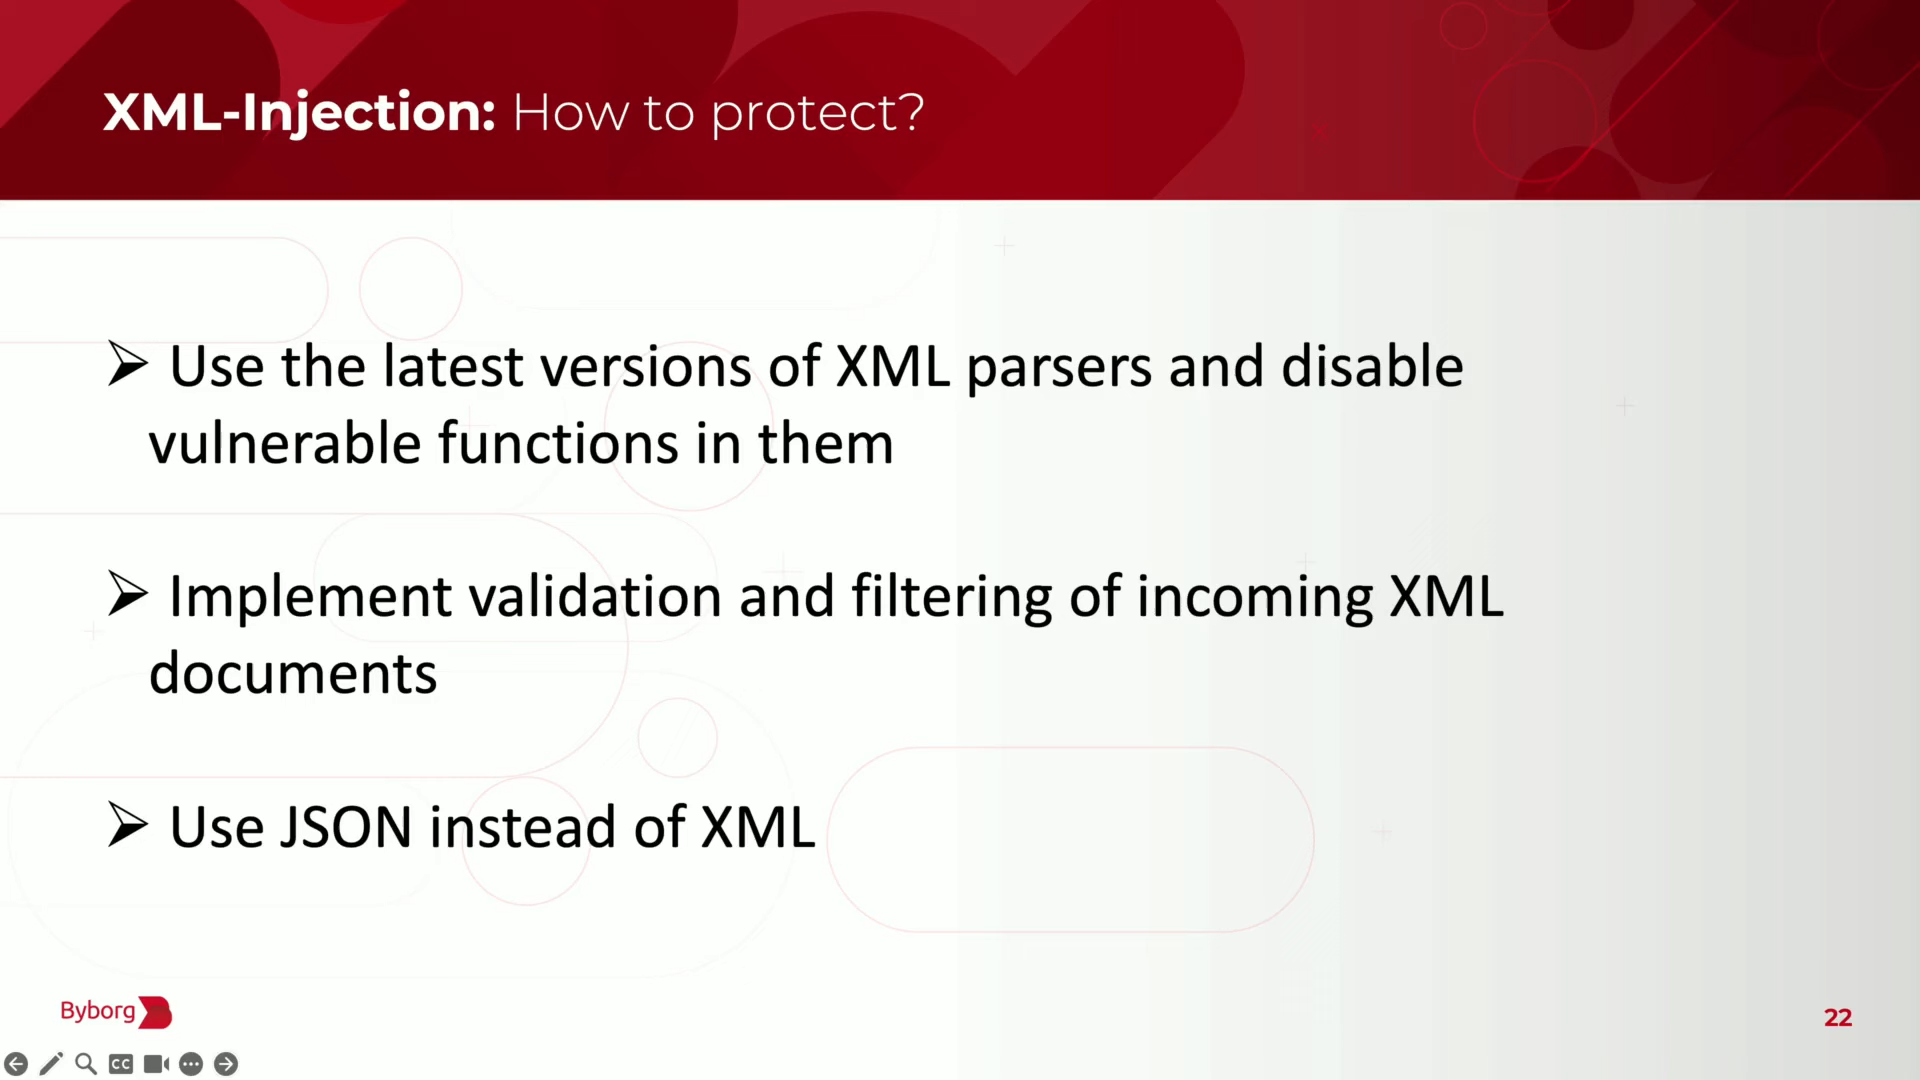 XML-Injection: How to protect?
➢ Use the latest versions of XML parsers and disable
vulnerable functions in them
➢ Implement validation and filtering of incoming XML
documents
➢ Use JSON instead of XML
Byborg
22
CC